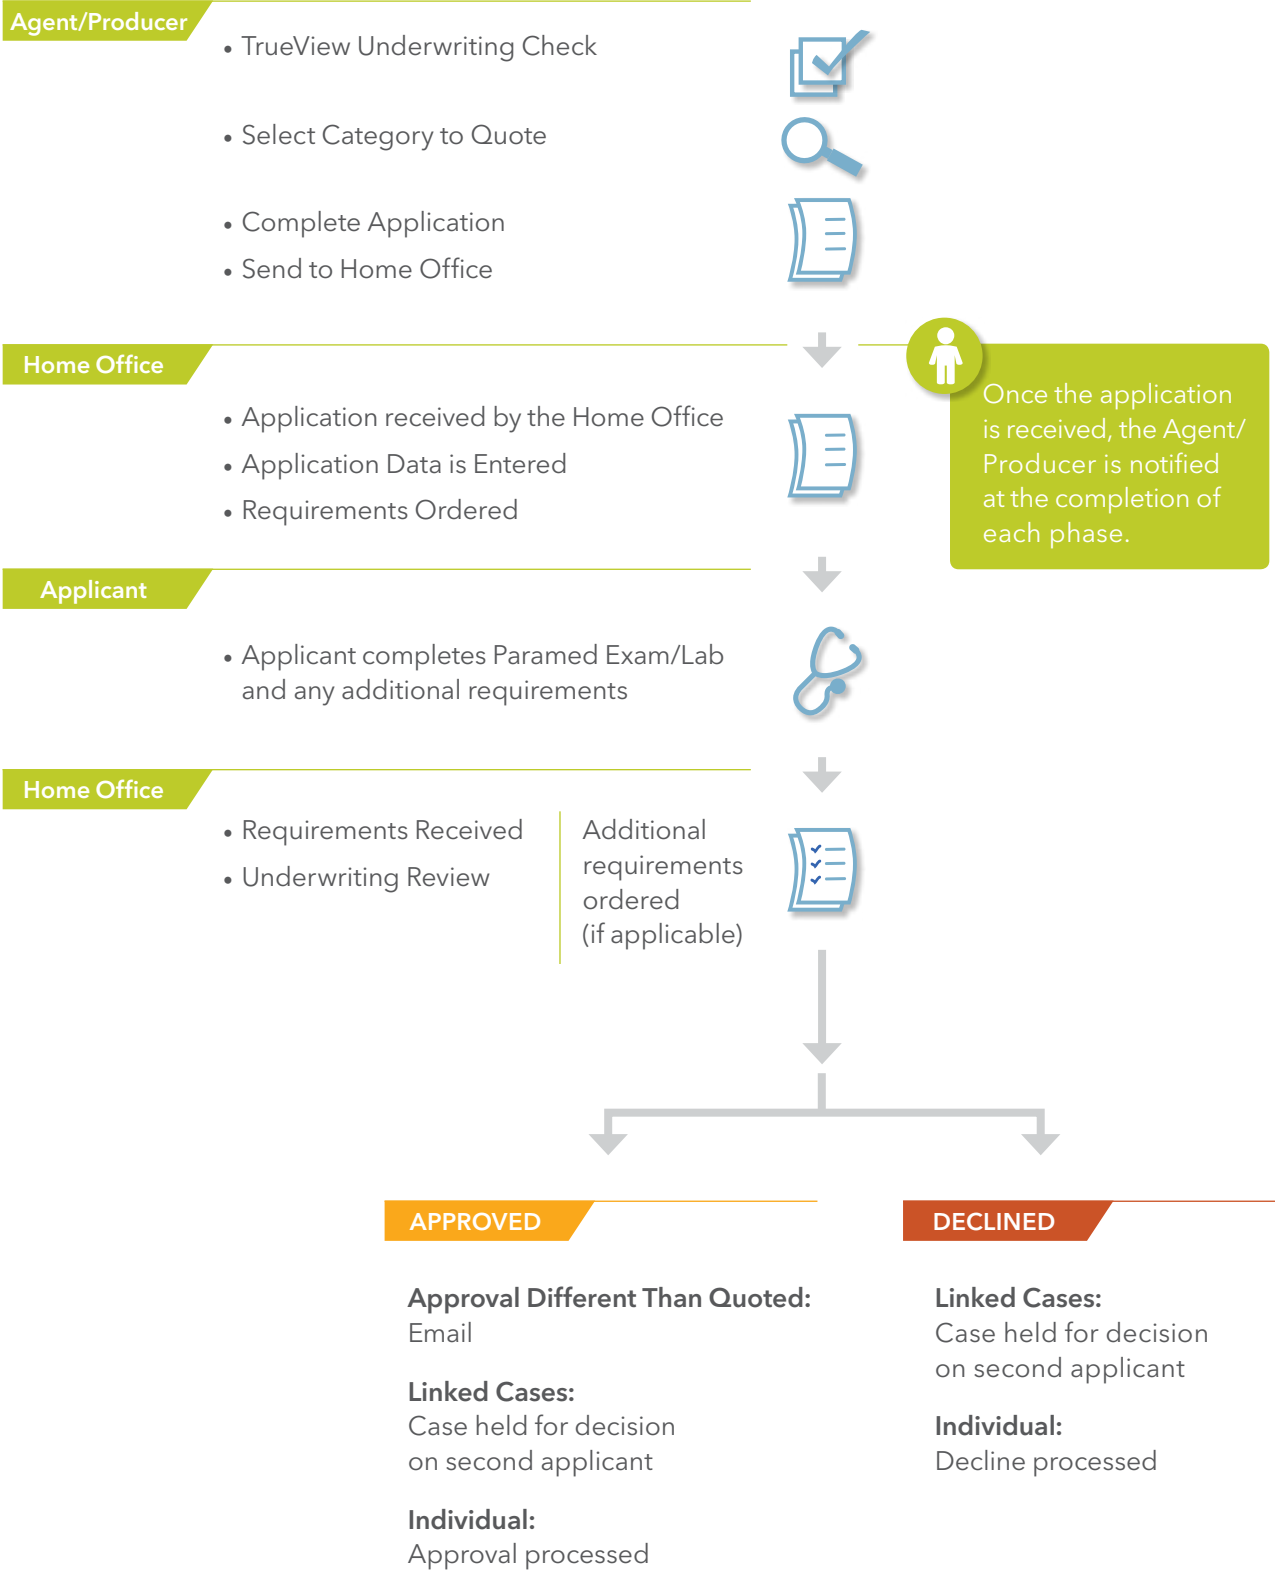 Agent/Producer
• TrueView Underwriting Check
• Select Category to Quote
• Complete Application
• Send to Home Office
Home Office
• Application received by the Home Office
• Application Data is Entered
• Requirements Ordered
Once the application
is received, the Agent/
Producer is notified
at the completion of
each phase.
Applicant
• Applicant completes Paramed Exam/Lab
and any additional requirements
Home Office
• Requirements Received
• Underwriting Review
Additional
requirements
ordered
(if applicable)
APPROVED
Approval Different Than Quoted:
Email
Linked Cases:
Case held for decision
on second applicant
Individual:
Approval processed
DECLINED
Linked Cases:
Case held for decision
on second applicant
Individual:
Decline processed